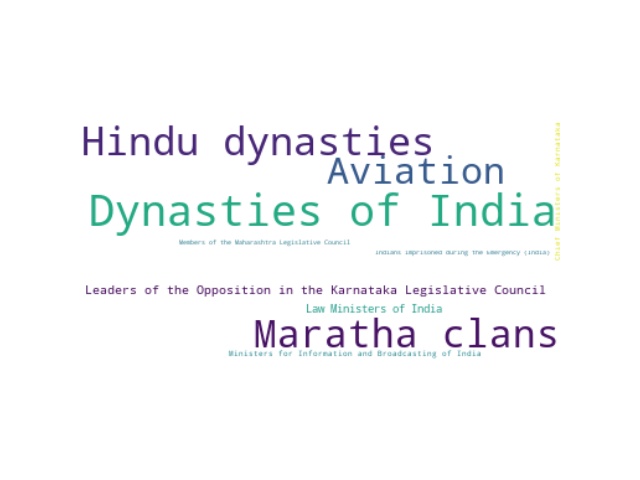 Hindu dynasties
Aviation
Dynasties of India
Chief Ministers of Karnataka
Members of the Maharashtra Legislative Council
Indians imprisoned during the Emergency (India)
Leaders of the Opposition in the Karnataka Legislative Council
Law Ministers of India
Maratha clans
Ministers for Information and Broadcasting of India